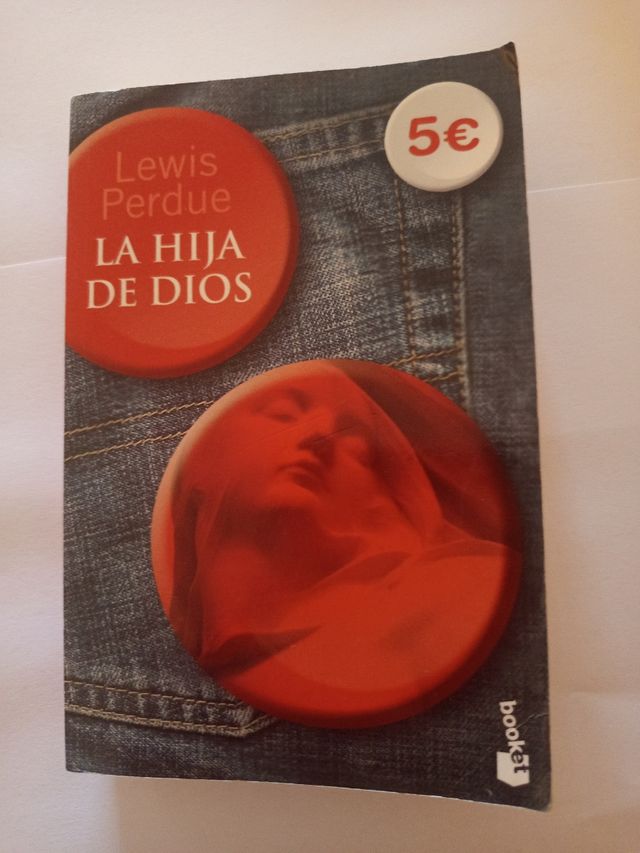 Lewis
Perdue
LA HIJA
DE DIOS
5€
booket